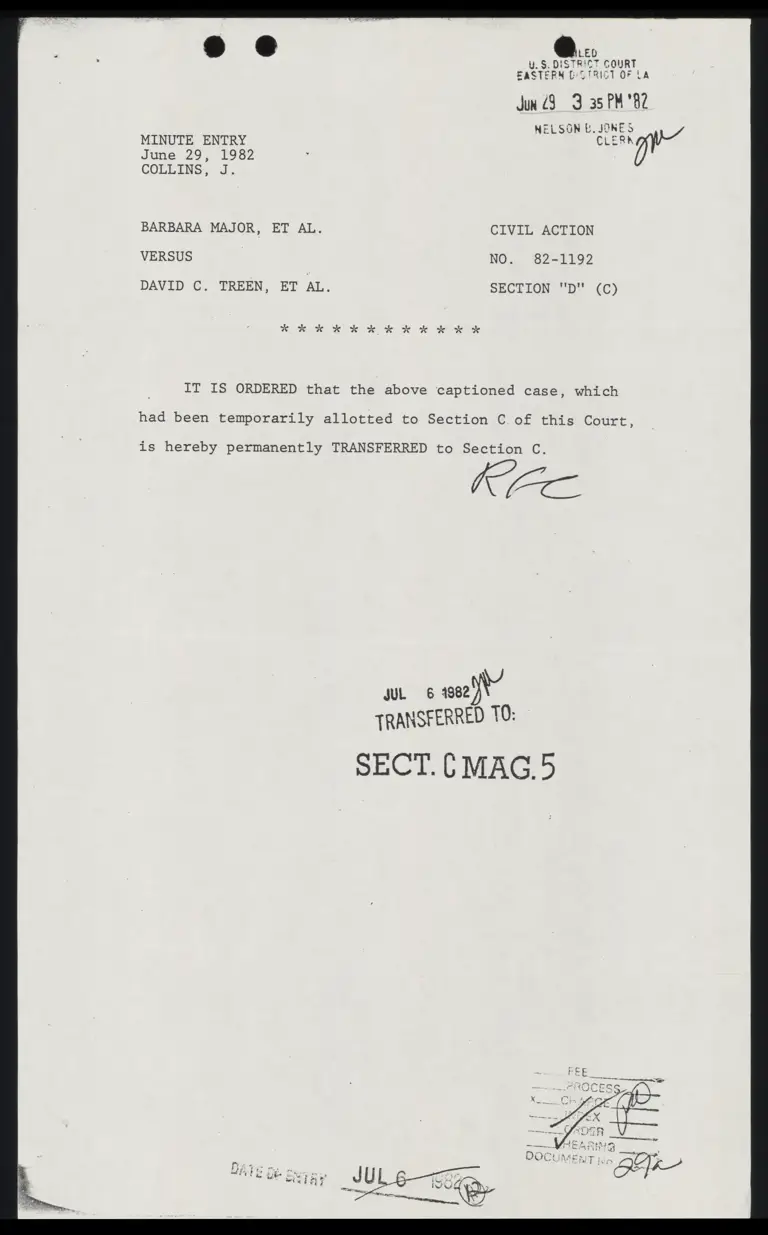 FILED
U.S. DISTRICT COURT
EASTERN DISTRICT OF LA
JUN 29 3 35 PM '82
NELSON B. JONES
CLERK
MINUTE ENTRY
June 29, 1982
COLLINS, J.
BARBARA MAJOR, ET AL. CIVIL ACTION
VERSUS NO. 82-1192
DAVID C. TREEN, ET AL. SECTION "D" (C)
* * * * * * * * * * * *
IT IS ORDERED that the above captioned case, which
had been temporarily allotted to Section C of this Court,
is hereby permanently TRANSFERRED to Section C.
RFC
JUL 6 1982
TRANSFERRED TO:
SECT. C MAG. 5
FEE
PROCESS
X CHARGE
INDEX
ORDER
HEARING
DOCUMENT No. 29a
DATE OF ENTRY JUL 6 1982